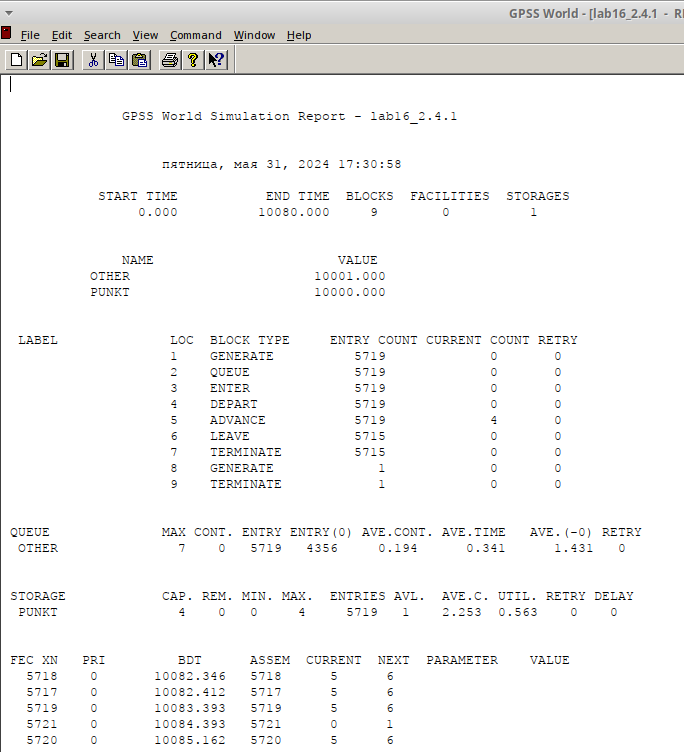 GPSS World - [lab16_2.4.1 - R
File Edit Search View Command Window Help
GPSS World Simulation Report - lab16_2.4.1
пятница, мая 31, 2024 17:30:58
START TIME END TIME BLOCKS FACILITIES STORAGES
0.000 10080.000 9 0 1
NAME VALUE
OTHER 10001.000
PUNKT 10000.000
LABEL LOC BLOCK TYPE ENTRY COUNT CURRENT COUNT RETRY
1 GENERATE 5719 0 0
2 QUEUE 5719 0 0
3 ENTER 5719 0 0
4 DEPART 5719 0 0
5 ADVANCE 5719 4 0
6 LEAVE 5715 0 0
7 TERMINATE 5715 0 0
8 GENERATE 1 0 0
9 TERMINATE 1 0 0
QUEUE MAX CONT. ENTRY ENTRY(0) AVE.CONT. AVE.TIME AVE.(-0) RETRY
OTHER 7 0 5719 4356 0.194 0.341 1.431 0
STORAGE CAP. REM. MIN. MAX. ENTRIES AVL. AVE.C. UTIL. RETRY DELAY
PUNKT 4 0 0 4 5719 1 2.253 0.563 0 0
FEC XN PRI BDT ASSEM CURRENT NEXT PARAMETER VALUE
5718 0 10082.346 5718 5 6
5717 0 10082.412 5717 5 6
5719 0 10083.393 5719 5 6
5721 0 10084.393 5721 0 1
5720 0 10085.162 5720 5 6